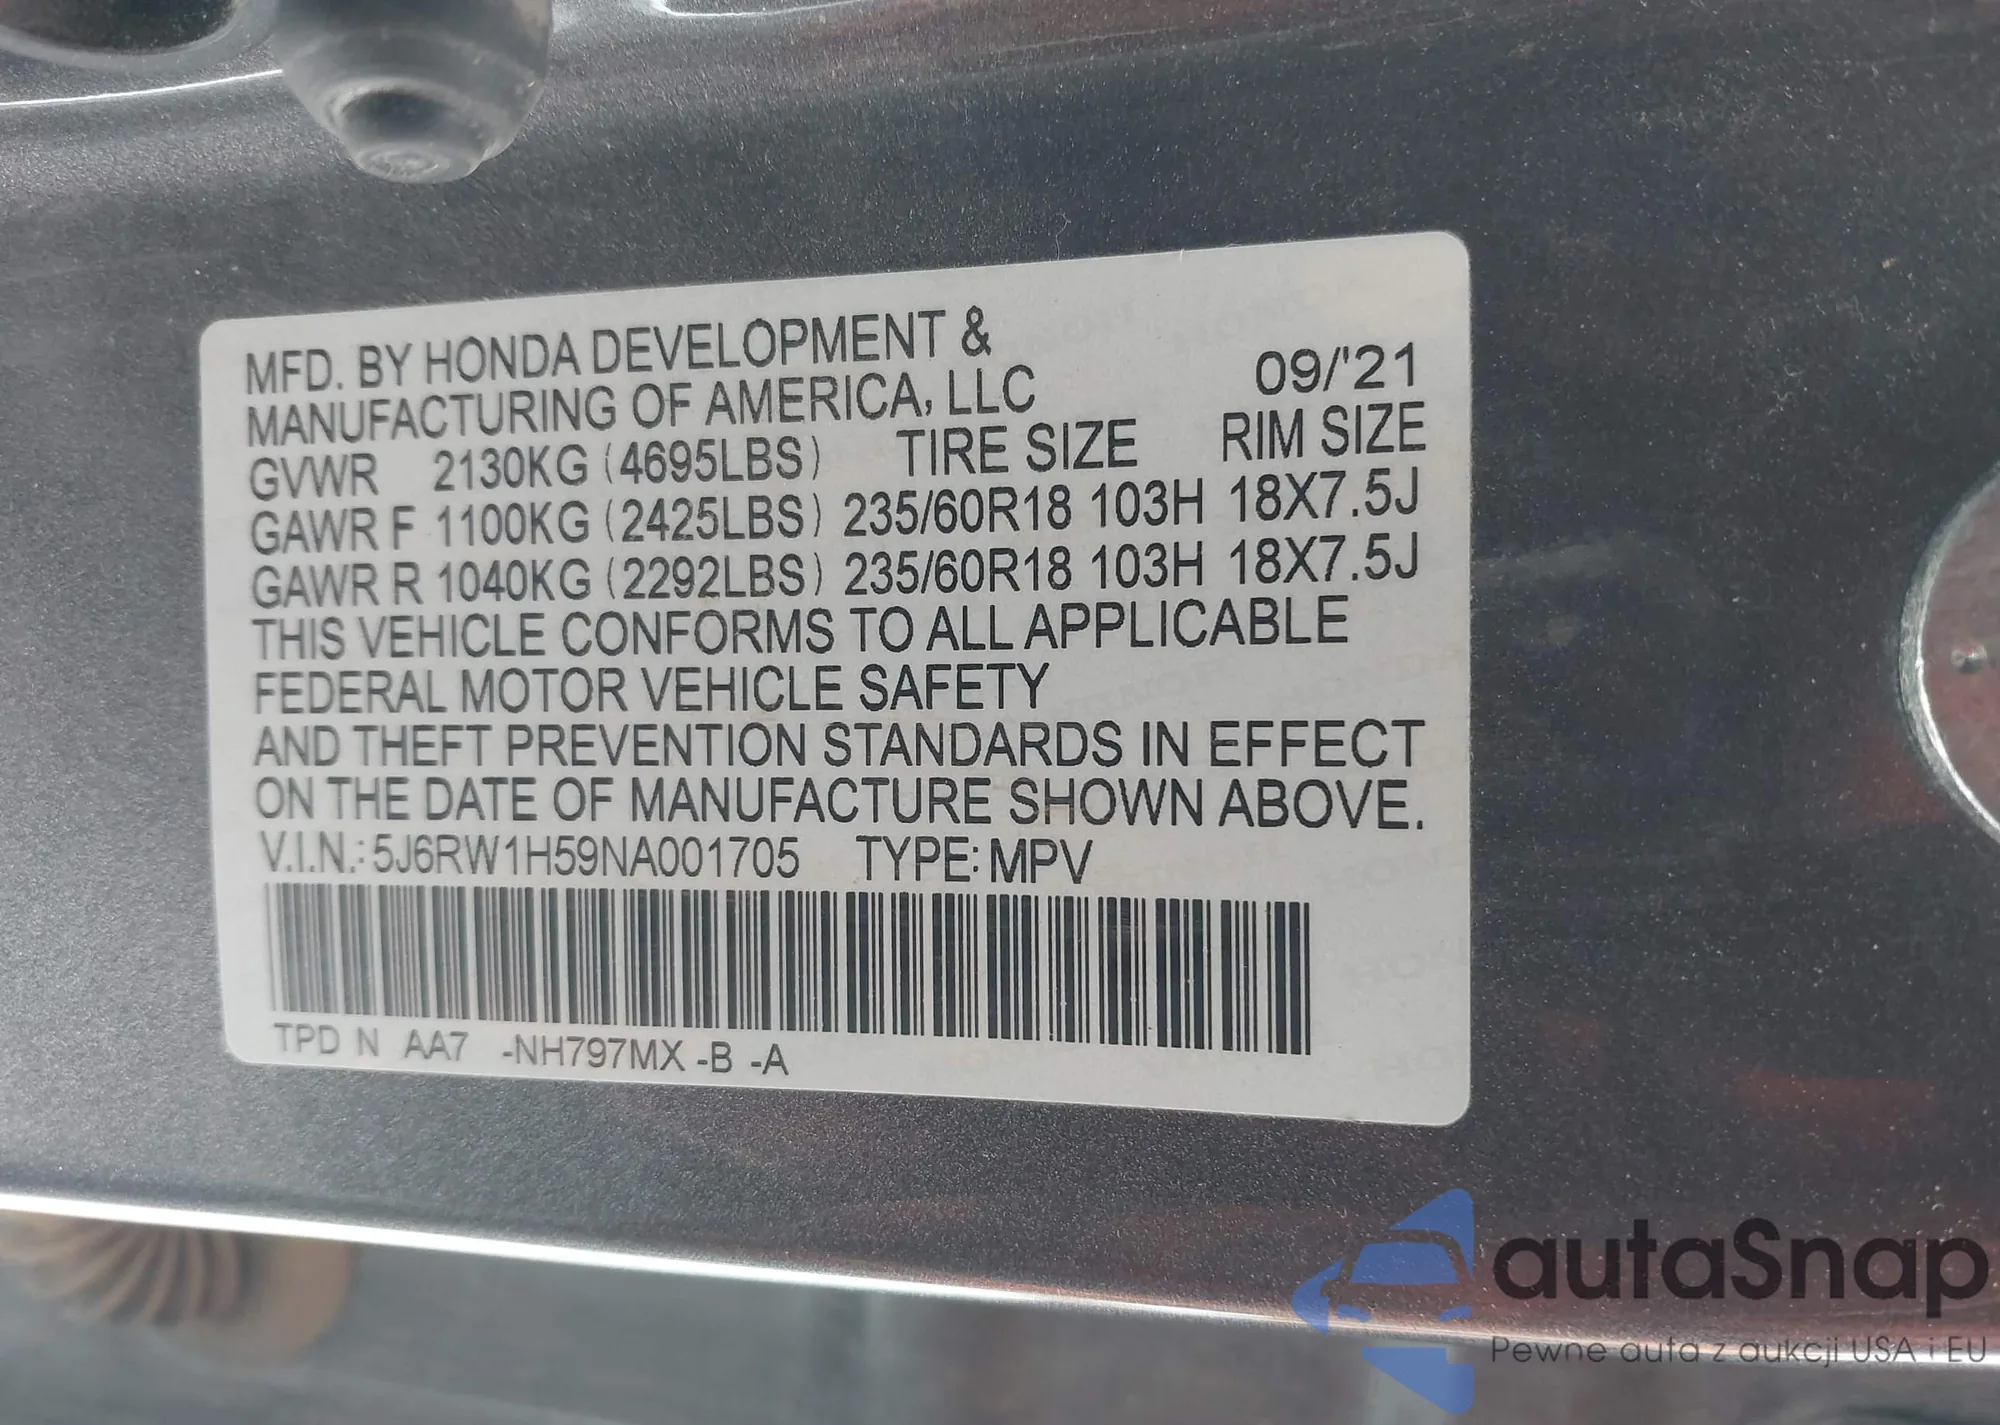 MFD. BY HONDA DEVELOPMENT &
MANUFACTURING OF AMERICA, LLC 09/'21
GVWR 2130KG (4695LBS) TIRE SIZE RIM SIZE
GAWR F 1100KG (2425LBS) 235/60R18 103H 18X7.5J
GAWR R 1040KG (2292LBS) 235/60R18 103H 18X7.5J
THIS VEHICLE CONFORMS TO ALL APPLICABLE
FEDERAL MOTOR VEHICLE SAFETY
AND THEFT PREVENTION STANDARDS IN EFFECT
ON THE DATE OF MANUFACTURE SHOWN ABOVE.
V.I.N.: 5J6RW1H59NA001705 TYPE: MPV
TPD N AA7 -NH797MX -B -A
autaSnap
Pewne auta z aukcji USA i EU